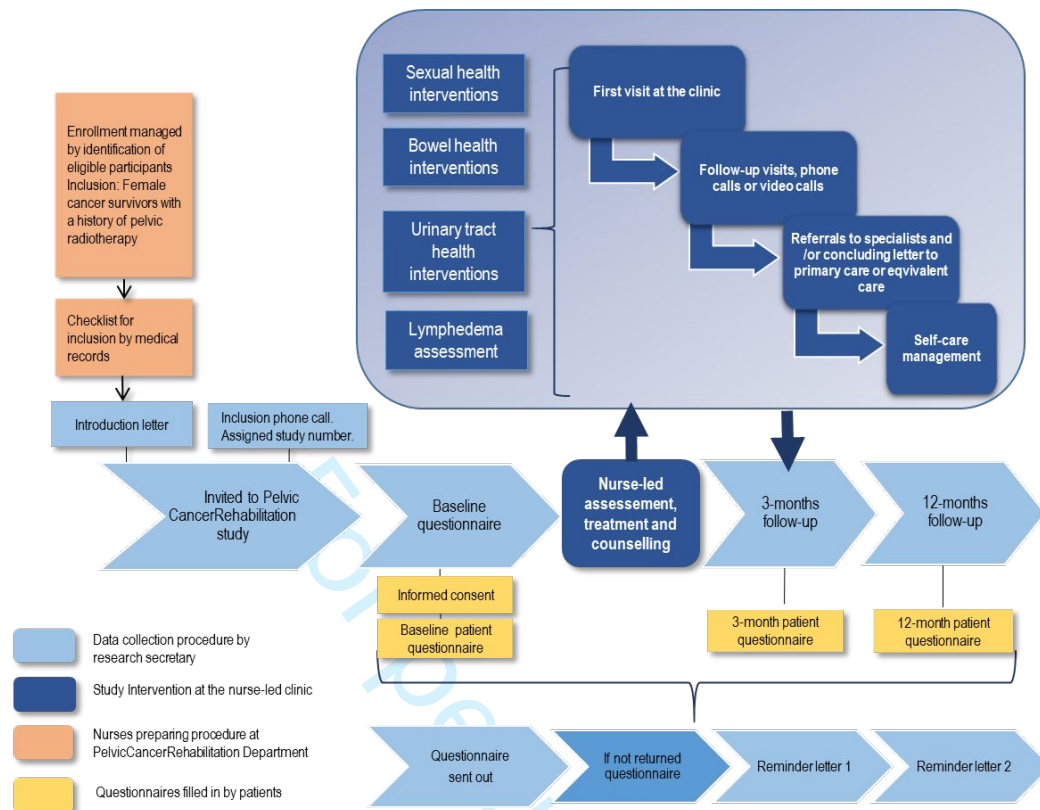 Enrollment managed
by identification of
eligible participants
Inclusion: Female
cancer survivors with
a history of pelvic
radiotherapy
Checklist for
inclusion by medical
records
Introduction letter
Inclusion phone call.
Assigned study number.
Sexual health
interventions
Bowel health
interventions
Urinary tract
health
interventions
Lymphedema
assessment
First visit at the clinic
Follow-up visits, phone
calls or video calls
Referrals to specialists and
/or concluding letter to
primary care or eqvivalent
care
Self-care
management
Invited to Pelvic
CancerRehabilitation
study
Baseline
questionnaire
Nurse-led
assessement,
treatment and
counselling
3-months
follow-up
12-months
follow-up
Informed consent
Baseline patient
questionnaire
3-month patient
questionnaire
12-month patient
questionnaire
Data collection procedure by
research secretary
Study Intervention at the nurse-led clinic
Nurses preparing procedure at
PelvicCancerRehabilitation Department
Questionnaires filled in by patients
Questionnaire
sent out
If not returned
questionnaire
Reminder letter 1
Reminder letter 2
For pe